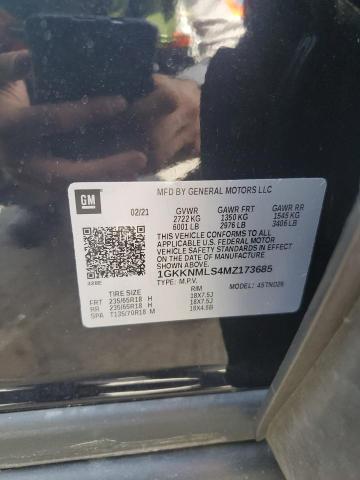 GM
MFD BY GENERAL MOTORS LLC
02/21 GVWR GAWR FRT GAWR RR
2722 KG 1350 KG 1545 KG
6001 LB 2976 LB 3406 LB
THIS VEHICLE CONFORMS TO ALL
APPLICABLE U.S. FEDERAL MOTOR
VEHICLE SAFETY STANDARDS IN
EFFECT ON THE DATE OF
MANUFACTURE SHOWN ABOVE.
1GKKNMLS4MZ173685
TYPE: M.P.V. MODEL:
TIRE SIZE RIM
FRT 235/65R18 H 18X7.5J
RR 235/65R18 H 18X7.5J
SPA T135/70R18 M 18X4.5B